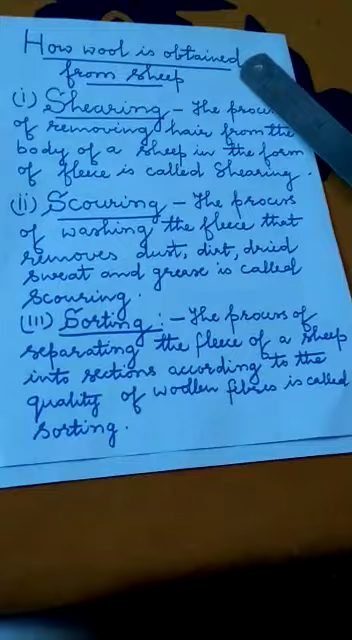 How wool is obtained
from sheep
(i) Shearing - The proc
of removing hair from the
body of a sheep in the form
of fleece is called Shearing.
(ii) Scouring - The process
of washing the fleece that
removes dust, dirt, dried
sweat and grease is called
Scouring.
(iii) Sorting :- The process of
separating the fleece of a sheep
into sections according to the
quality of woollen fibres is called
Sorting.